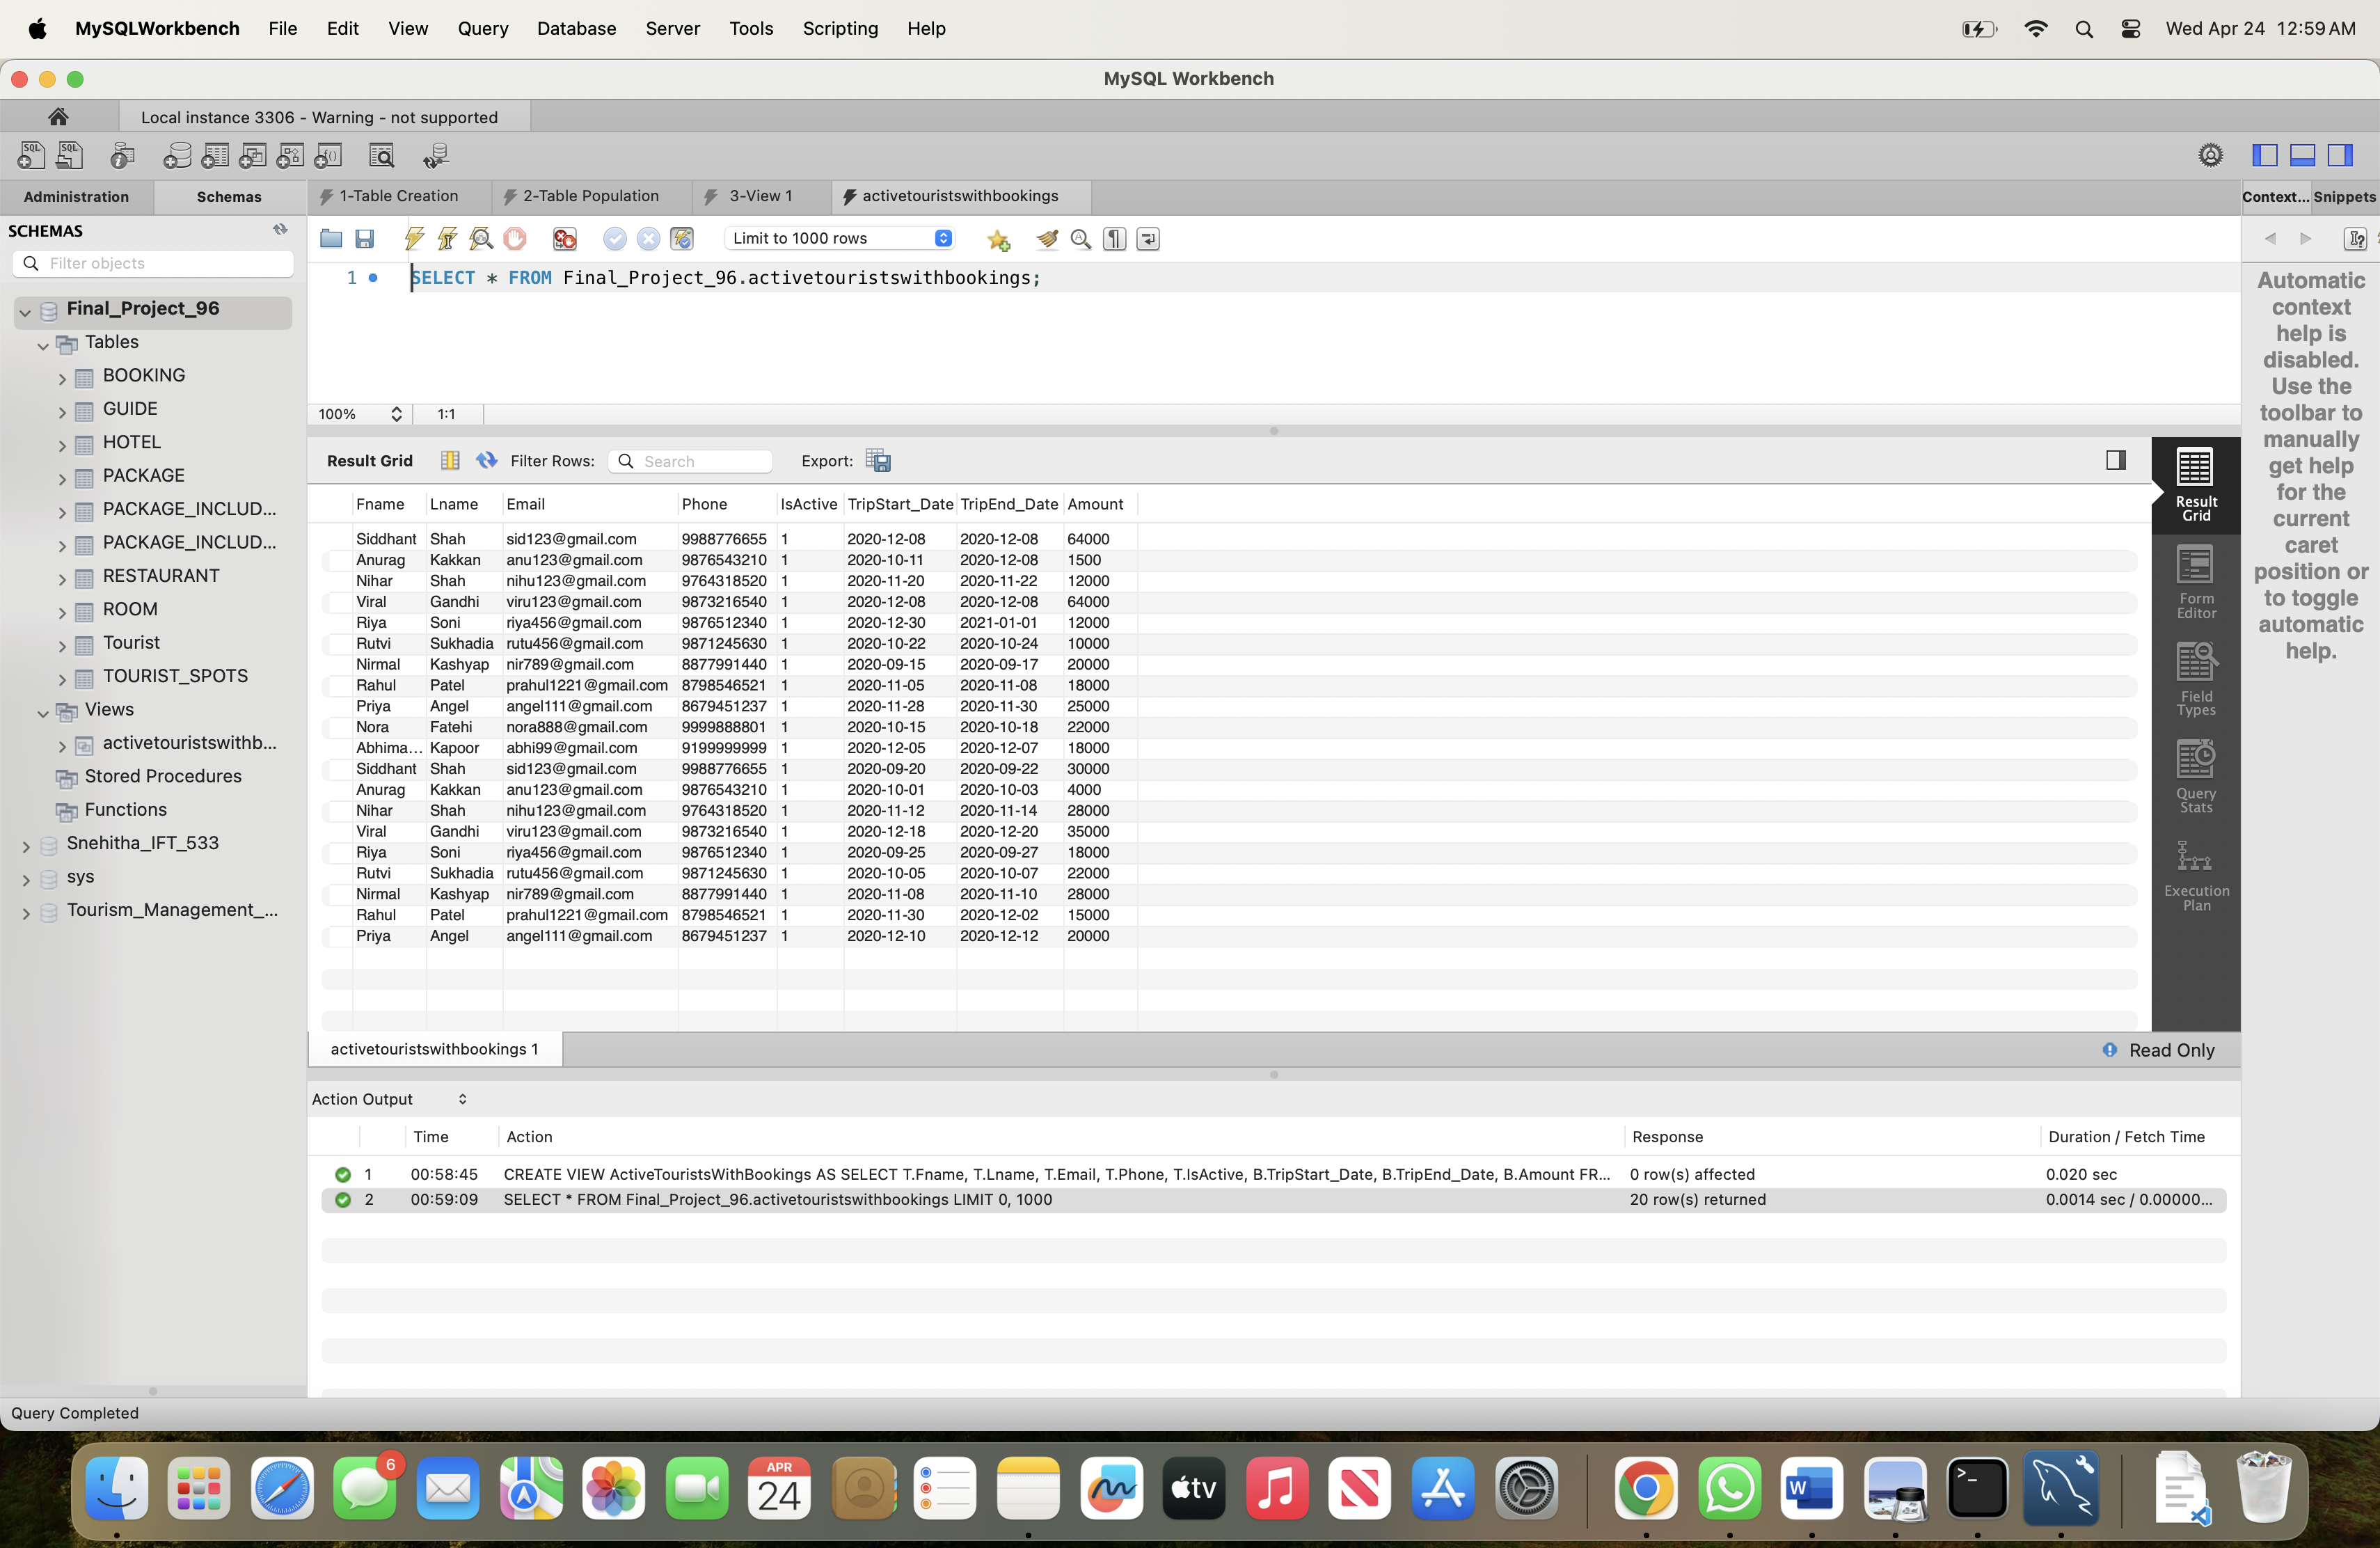 MySQLWorkbench File Edit View Query Database Server Tools Scripting Help Wed Apr 24 12:59 AM
MySQL Workbench
Local instance 3306 - Warning - not supported
Administration Schemas
1-Table Creation 2-Table Population 3-View 1 activetouristswithbookings
Context... Snippets
SCHEMAS
Filter objects
Limit to 1000 rows
1 SELECT * FROM Final_Project_96.activetouristswithbookings;
Final_Project_96
Tables
BOOKING
GUIDE
HOTEL
PACKAGE
PACKAGE_INCLUD...
PACKAGE_INCLUD...
RESTAURANT
ROOM
Tourist
TOURIST_SPOTS
Views
activetouristswithb...
Stored Procedures
Functions
Snehitha_IFT_533
sys
Tourism_Management_...
100% 1:1
Result Grid Filter Rows: Search Export:
Fname Lname Email Phone IsActive TripStart_Date TripEnd_Date Amount
Siddhant Shah sid123@gmail.com 9988776655 1 2020-12-08 2020-12-08 64000
Anurag Kakkan anu123@gmail.com 9876543210 1 2020-10-11 2020-12-08 1500
Nihar Shah nihu123@gmail.com 9764318520 1 2020-11-20 2020-11-22 12000
Viral Gandhi viru123@gmail.com 9873216540 1 2020-12-08 2020-12-08 64000
Riya Soni riya456@gmail.com 9876512340 1 2020-12-30 2021-01-01 12000
Rutvi Sukhadia rutu456@gmail.com 9871245630 1 2020-10-22 2020-10-24 10000
Nirmal Kashyap nir789@gmail.com 8877991440 1 2020-09-15 2020-09-17 20000
Rahul Patel prahul1221@gmail.com 8798546521 1 2020-11-05 2020-11-08 18000
Priya Angel angel111@gmail.com 8679451237 1 2020-11-28 2020-11-30 25000
Nora Fatehi nora888@gmail.com 9999888801 1 2020-10-15 2020-10-18 22000
Abhima... Kapoor abhi99@gmail.com 9199999999 1 2020-12-05 2020-12-07 18000
Siddhant Shah sid123@gmail.com 9988776655 1 2020-09-20 2020-09-22 30000
Anurag Kakkan anu123@gmail.com 9876543210 1 2020-10-01 2020-10-03 4000
Nihar Shah nihu123@gmail.com 9764318520 1 2020-11-12 2020-11-14 28000
Viral Gandhi viru123@gmail.com 9873216540 1 2020-12-18 2020-12-20 35000
Riya Soni riya456@gmail.com 9876512340 1 2020-09-25 2020-09-27 18000
Rutvi Sukhadia rutu456@gmail.com 9871245630 1 2020-10-05 2020-10-07 22000
Nirmal Kashyap nir789@gmail.com 8877991440 1 2020-11-08 2020-11-10 28000
Rahul Patel prahul1221@gmail.com 8798546521 1 2020-11-30 2020-12-02 15000
Priya Angel angel111@gmail.com 8679451237 1 2020-12-10 2020-12-12 20000
Result
Grid
Form
Editor
Field
Types
Query
Stats
Execution
Plan
Automatic
context
help is
disabled.
Use the
toolbar to
manually
get help
for the
current
caret
position or
to toggle
automatic
help.
activetouristswithbookings 1 Read Only
Action Output
Time Action Response Duration / Fetch Time
1 00:58:45 CREATE VIEW ActiveTouristsWithBookings AS SELECT T.Fname, T.Lname, T.Email, T.Phone, T.IsActive, B.TripStart_Date, B.TripEnd_Date, B.Amount FR... 0 row(s) affected 0.020 sec
2 00:59:09 SELECT * FROM Final_Project_96.activetouristswithbookings LIMIT 0, 1000 20 row(s) returned 0.0014 sec / 0.00000...
Query Completed
6
APR
24
tv
W